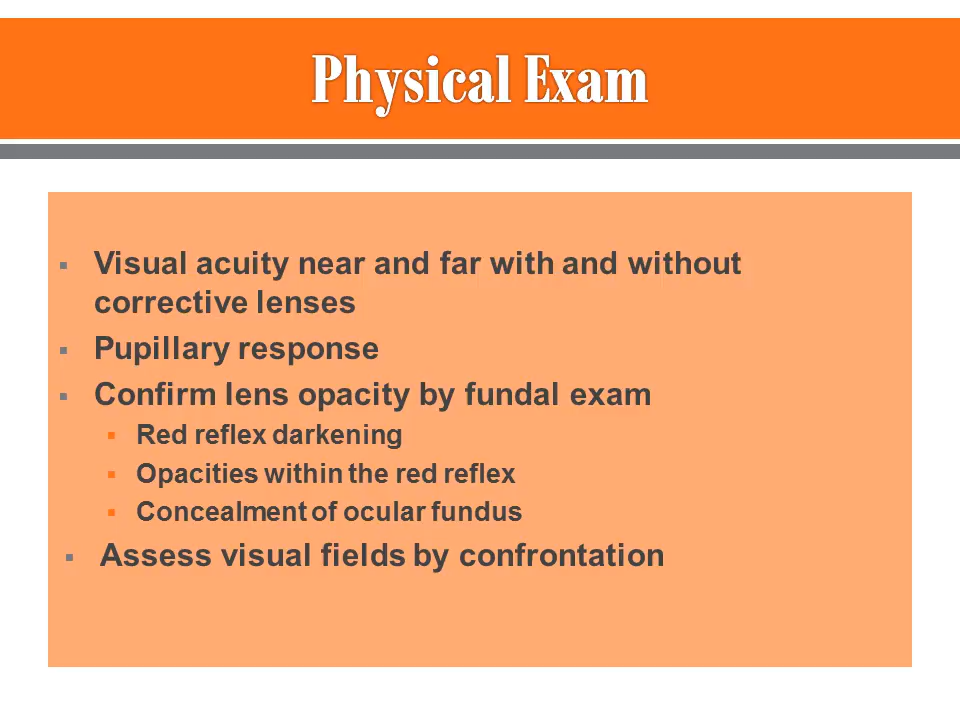 Physical Exam
▪ Visual acuity near and far with and without
corrective lenses
▪ Pupillary response
▪ Confirm lens opacity by fundal exam
▪ Red reflex darkening
▪ Opacities within the red reflex
▪ Concealment of ocular fundus
▪ Assess visual fields by confrontation